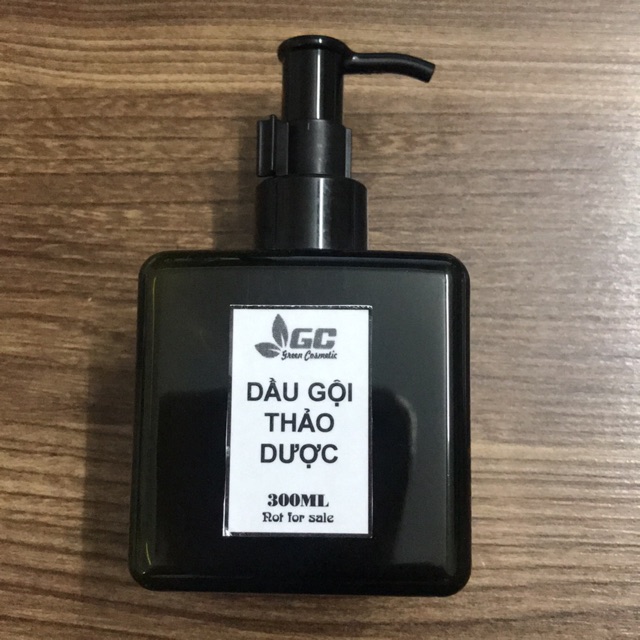 GC
Green Cosmetic
DẦU GỘI
THẢO
DƯỢC
300ML
Not for sale